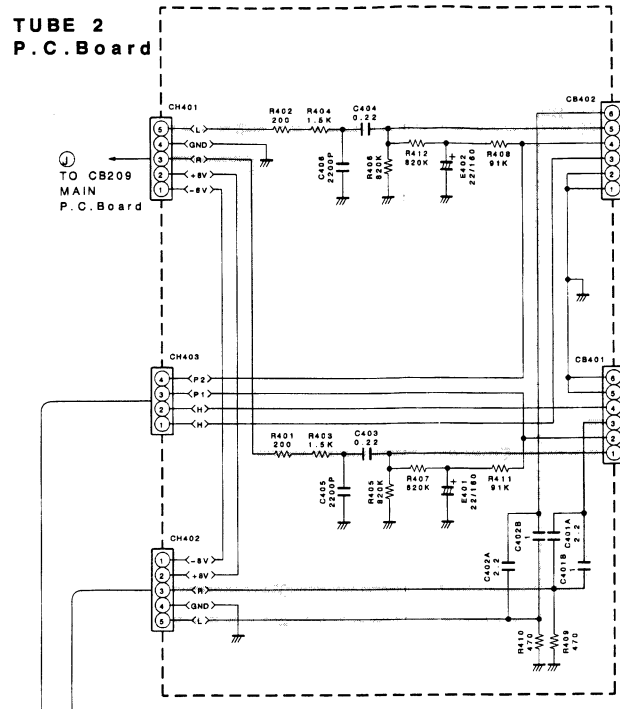 TUBE 2
P.C.Board
CH401
5 (L)
4 (GND)
3 (R)
2 +8V
1 -8V
J
TO CB209
MAIN
P.C.Board
R402
200
R404
1.5K
C404
0.22
C406
2200P
R406
820K
R412
820K
E402
22/160
+
R408
91K
CB402
6
5
4
3
2
1
CH403
4 (P2)
3 (P1)
2 (H)
1 (H)
CB401
6
5
4
3
2
1
R401
200
R403
1.5K
C403
0.22
C405
2200P
R405
820K
R407
820K
E401
22/160
+
R411
91K
CH402
1 -8V
2 +8V
3 (R)
4 (GND)
5 (L)
C402A
2.2
C402B
1
C401A
2.2
C401B
1
R410
470
R409
470